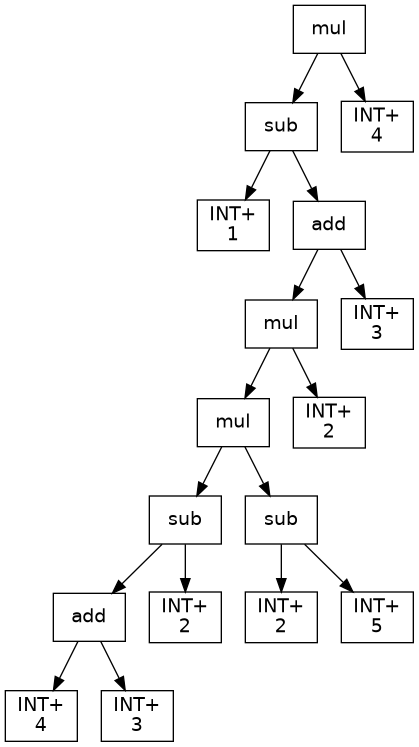 mul
sub
INT+
4
INT+
1
add
mul
INT+
3
mul
INT+
2
sub
sub
add
INT+
2
INT+
2
INT+
5
INT+
4
INT+
3